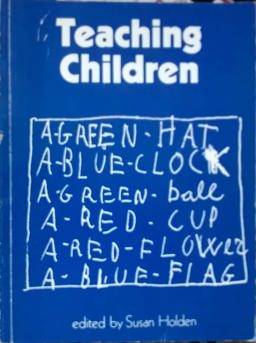 Teaching
Children
A-GREEN-HAT
A-BLUE-CLOCK
A-GREEN-ball
A-RED-CUP
A-RED-FLOWER
A-BLUE-FLAG
edited by Susan Holden